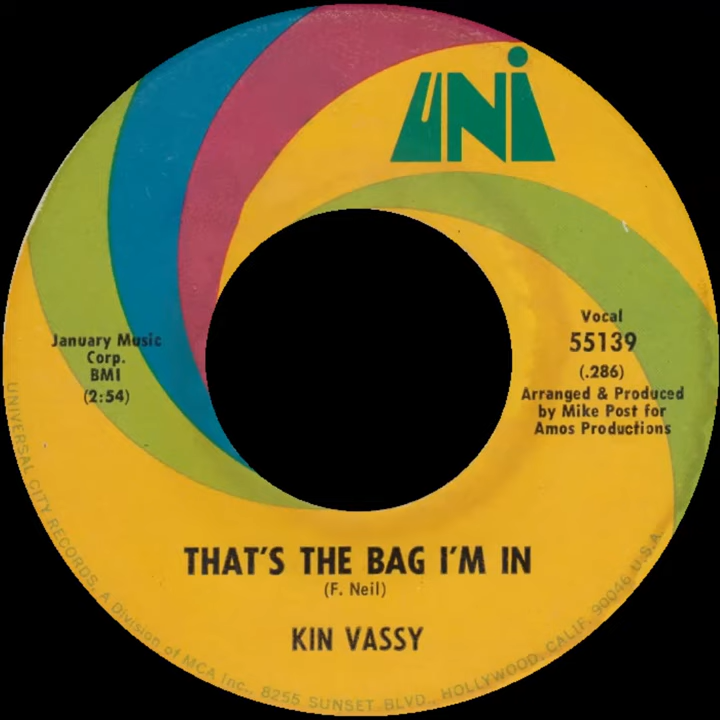 UNI
January Music
Corp.
BMI
(2:54)
Vocal
55139
(.286)
Arranged & Produced
by Mike Post for
Amos Productions
THAT'S THE BAG I'M IN
(F. Neil)
KIN VASSY
UNIVERSAL CITY RECORDS, A Division of MCA Inc., 8255 SUNSET BLVD., HOLLYWOOD, CALIF. 90046 U.S.A.